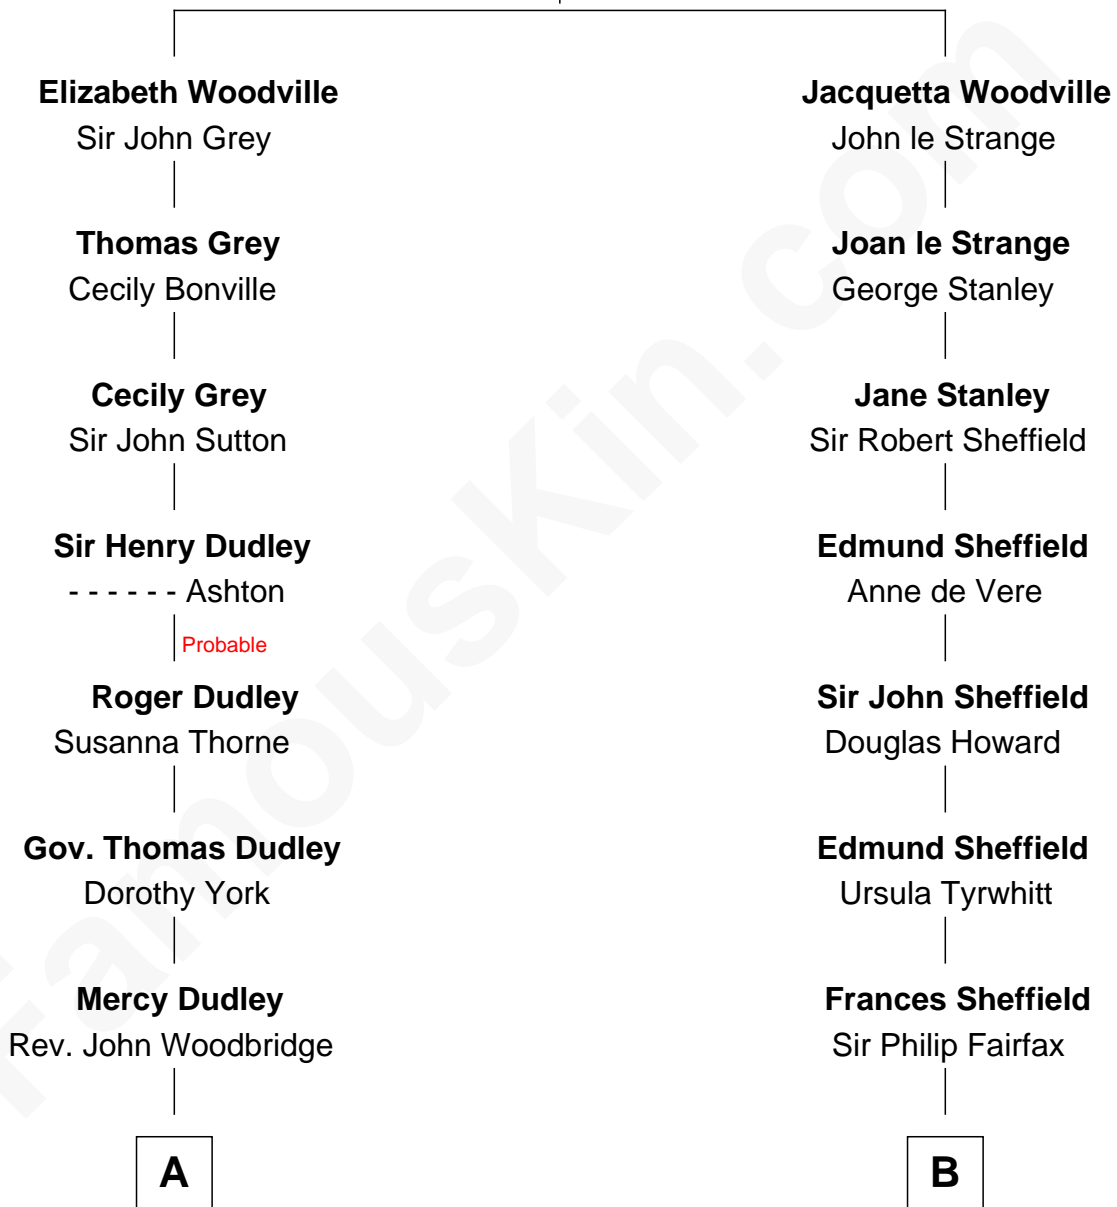 Elizabeth Woodville
Sir John Grey
Thomas Grey
Cecily Bonville
Cecily Grey
Sir John Sutton
Sir Henry Dudley
- - - - - - Ashton
Probable
Roger Dudley
Susanna Thorne
Gov. Thomas Dudley
Dorothy York
Mercy Dudley
Rev. John Woodbridge
A
Jacquetta Woodville
John le Strange
Joan le Strange
George Stanley
Jane Stanley
Sir Robert Sheffield
Edmund Sheffield
Anne de Vere
Sir John Sheffield
Douglas Howard
Edmund Sheffield
Ursula Tyrwhitt
Frances Sheffield
Sir Philip Fairfax
B
FamousKin.com